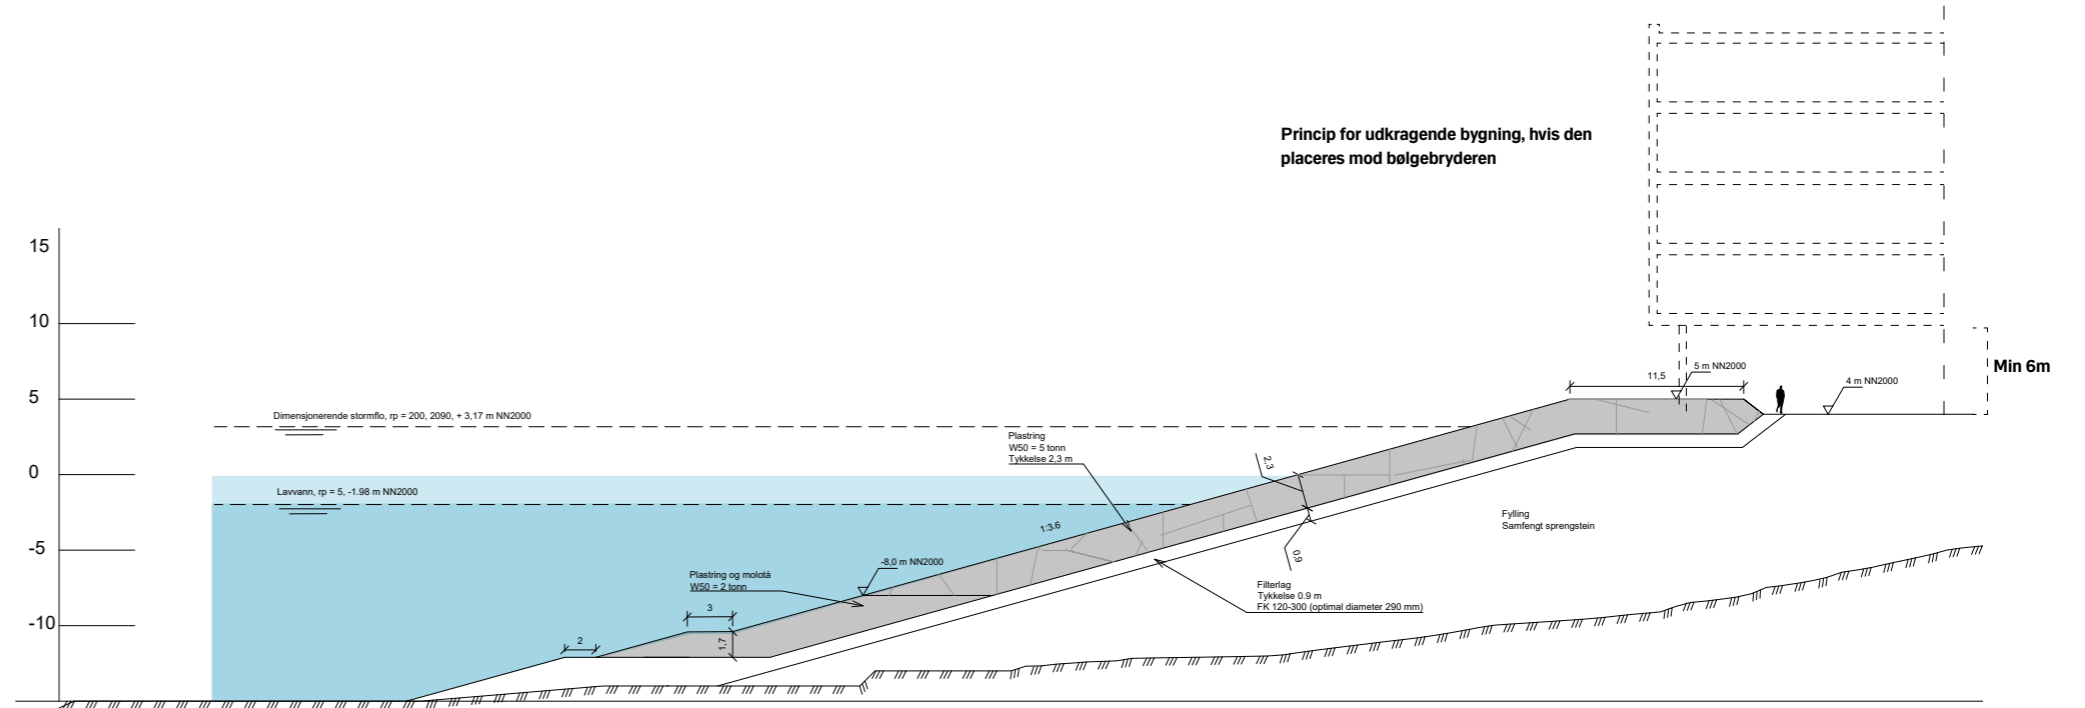 Princip for udkragende bygning, hvis den
placeres mod bølgebryderen
15
10
5
0
-5
-10
Min 6m
11,5
5 m NN2000
4 m NN2000
Dimensjonerende stormflo, rp = 200, 2090, + 3,17 m NN2000
Plastring
W50 = 5 tonn
Tykkelse 2,3 m
2,3
Lavvann, rp = 5, -1.98 m NN2000
1:3.6
Fylling
Samfengt sprengstein
0,9
-8,0 m NN2000
Plastring og molotå
W50 = 2 tonn
Filterlag
Tykkelse 0.9 m
FK 120-300 (optimal diameter 290 mm)
3
1,7
2